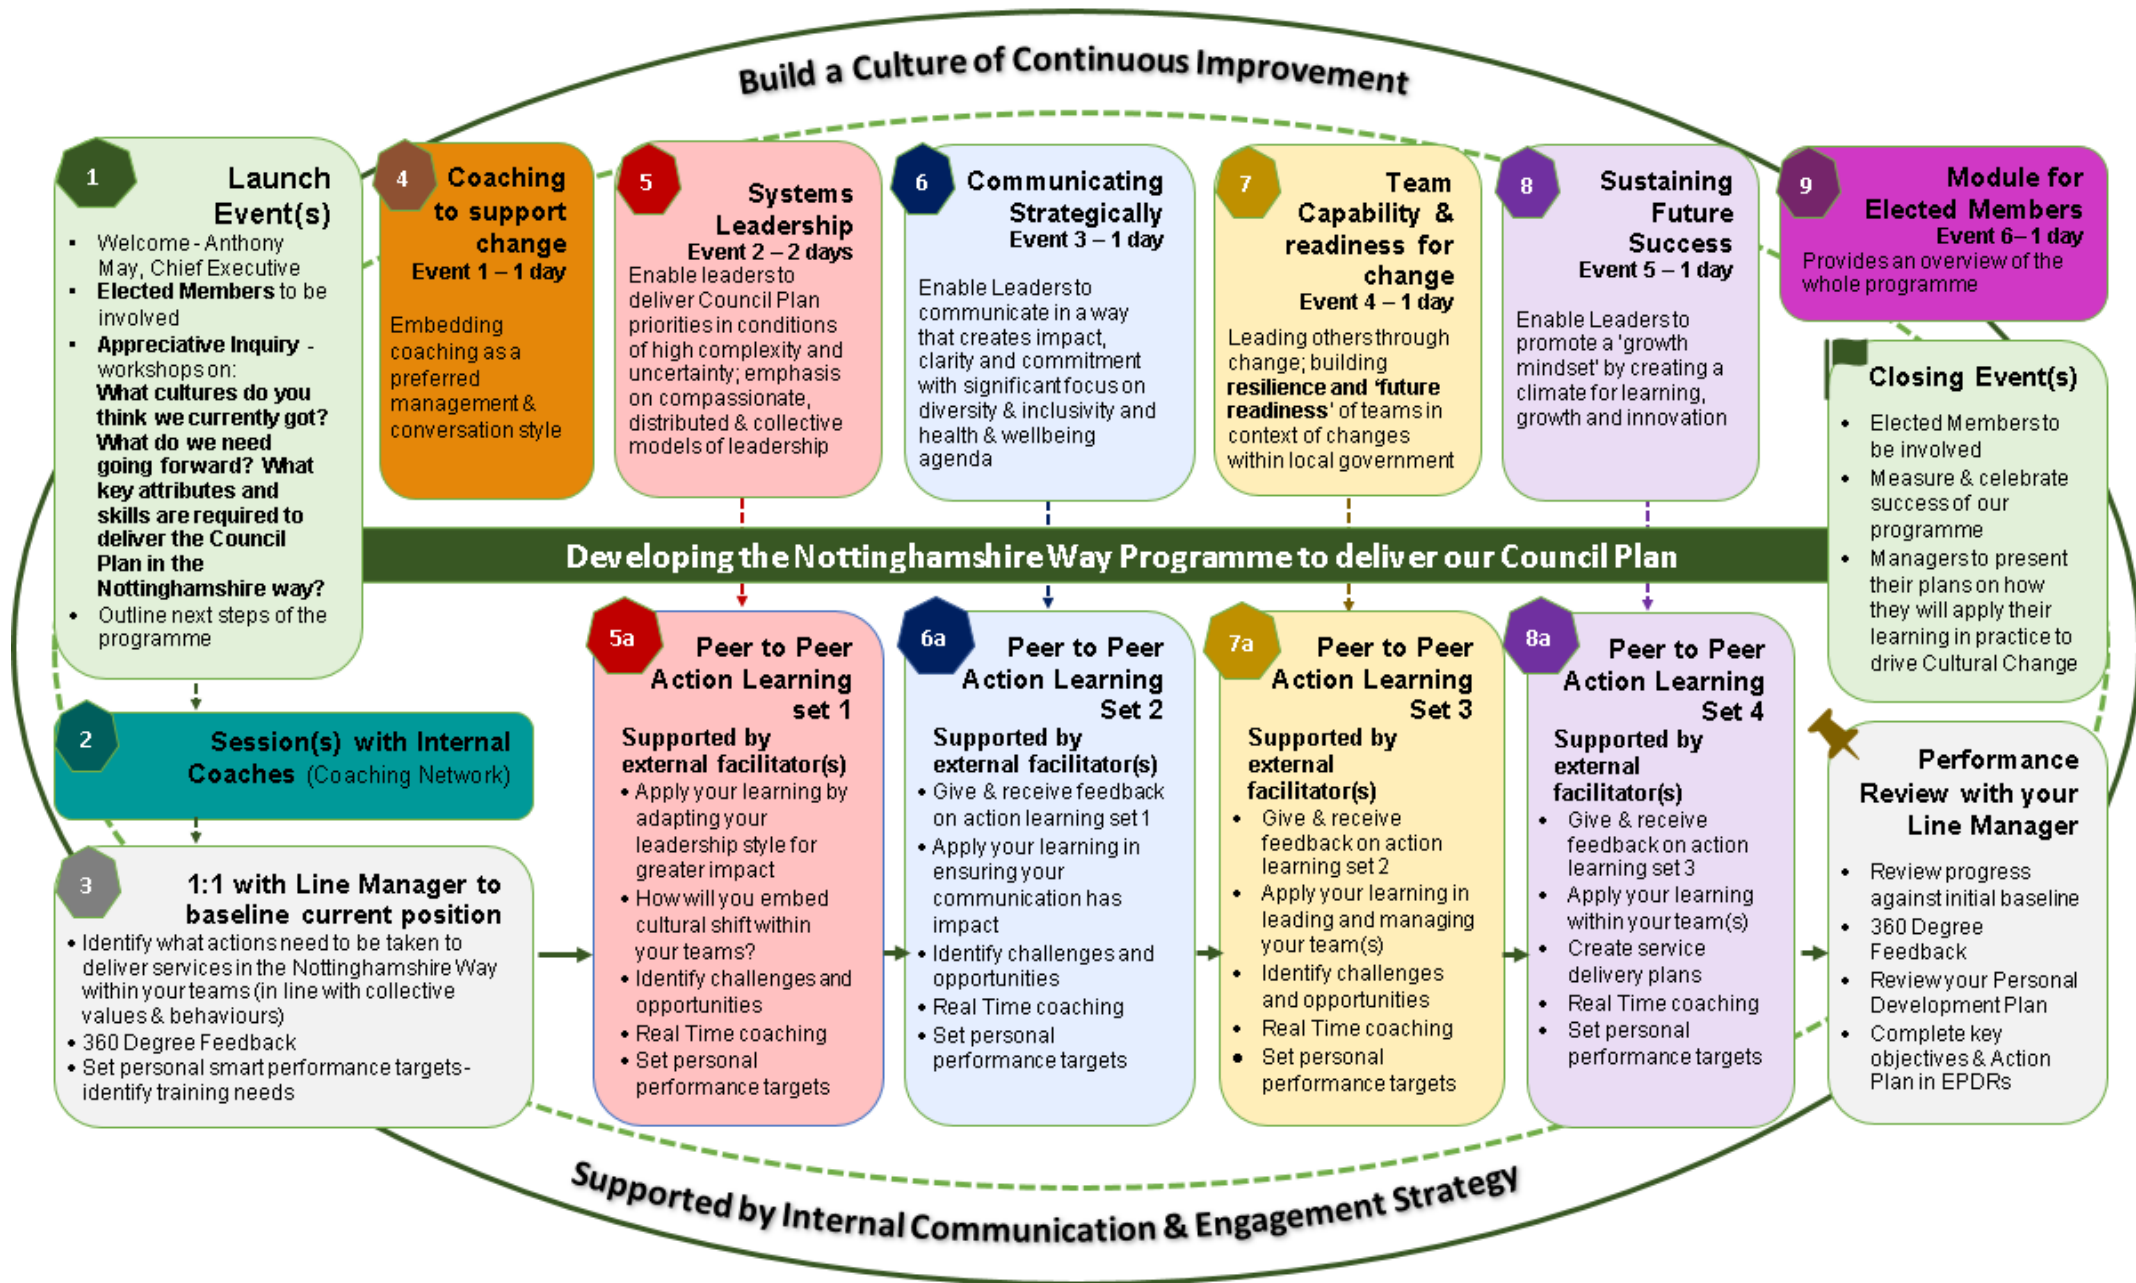 Build a Culture of Continuous Improvement
1
Launch
Event(s)
▪ Welcome - Anthony
May, Chief Executive
▪ Elected Members to be
involved
▪ Appreciative Inquiry -
workshops on:
What cultures do you
think we currently got?
What do we need
going forward? What
key attributes and
skills are required to
deliver the Council
Plan in the
Nottinghamshire way?
• Outline next steps of the
programme
2
Session(s) with Internal
Coaches (Coaching Network)
3
1:1 with Line Manager to
baseline current position
• Identify what actions need to be taken to
deliver services in the Nottinghamshire Way
within your teams (in line with collective
values & behaviours)
• 360 Degree Feedback
• Set personal smart performance targets-
identify training needs
4
Coaching
to support
change
Event 1 – 1 day
Embedding
coaching as a
preferred
management &
conversation style
5
Systems
Leadership
Event 2 – 2 days
Enable leaders to
deliver Council Plan
priorities in conditions
of high complexity and
uncertainty; emphasis
on compassionate,
distributed & collective
models of leadership
6
Communicating
Strategically
Event 3 – 1 day
Enable Leaders to
communicate in a way
that creates impact,
clarity and commitment
with significant focus on
diversity & inclusivity and
health & wellbeing
agenda
7
Team
Capability &
readiness for
change
Event 4 – 1 day
Leading others through
change; building
resilience and ‘future
readiness’ of teams in
context of changes
within local government
8
Sustaining
Future
Success
Event 5 – 1 day
Enable Leaders to
promote a ‘growth
mindset’ by creating a
climate for learning,
growth and innovation
9
Module for
Elected Members
Event 6– 1 day
Provides an overview of the
whole programme
Developing the Nottinghamshire Way Programme to deliver our Council Plan
5a
Peer to Peer
Action Learning
set 1
Supported by
external facilitator(s)
• Apply your learning by
adapting your
leadership style for
greater impact
• How will you embed
cultural shift within
your teams?
• Identify challenges and
opportunities
• Real Time coaching
• Set personal
performance targets
6a
Peer to Peer
Action Learning
Set 2
Supported by
external facilitator(s)
• Give & receive feedback
on action learning set 1
• Apply your learning in
ensuring your
communication has
impact
• Identify challenges and
opportunities
• Real Time coaching
• Set personal
performance targets
7a
Peer to Peer
Action Learning
Set 3
Supported by
external
facilitator(s)
• Give & receive
feedback on action
learning set 2
• Apply your learning in
leading and managing
your team(s)
• Identify challenges
and opportunities
• Real Time coaching
• Set personal
performance targets
8a
Peer to Peer
Action Learning
Set 4
Supported by
external
facilitator(s)
• Give & receive
feedback on action
learning set 3
• Apply your learning
within your team(s)
• Create service
delivery plans
• Real Time coaching
• Set personal
performance targets
Closing Event(s)
• Elected Members to
be involved
• Measure & celebrate
success of our
programme
• Managers to present
their plans on how
they will apply their
learning in practice to
drive Cultural Change
Performance
Review with your
Line Manager
• Review progress
against initial baseline
• 360 Degree
Feedback
• Review your Personal
Development Plan
• Complete key
objectives & Action
Plan in EPDRs
Supported by Internal Communication & Engagement Strategy